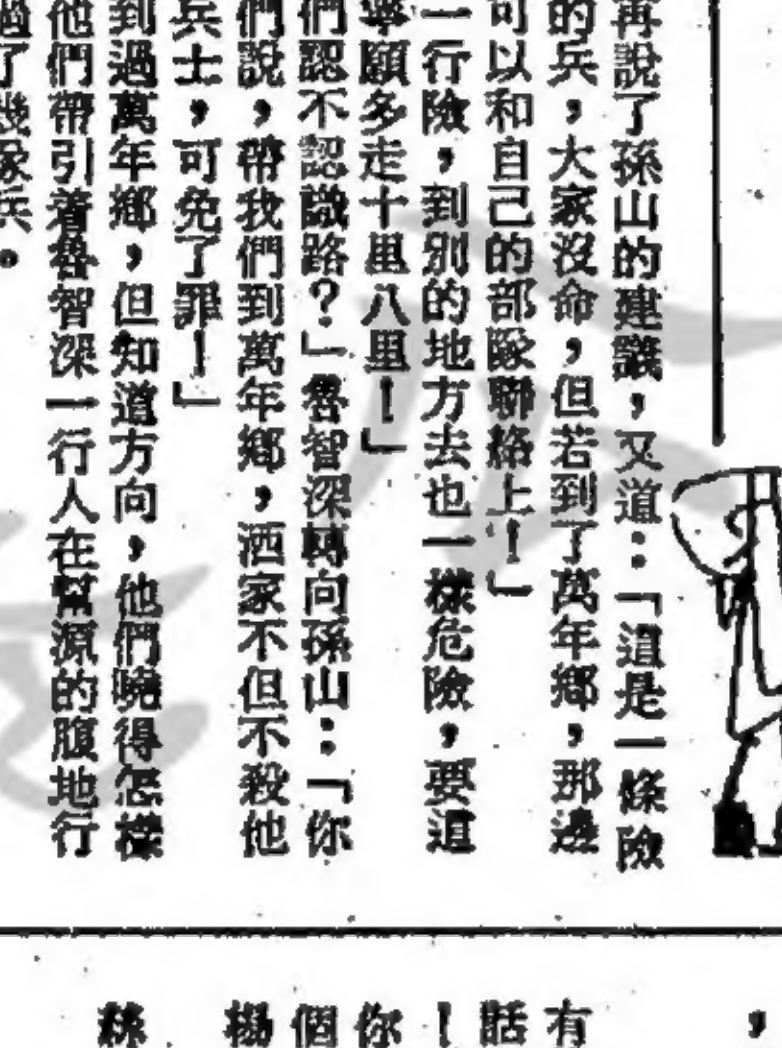 再說了孫山的建議，又道：「這是一條險
的兵，大家沒命，但若到了萬年鄉，那邊
可以和自己的部隊聯絡上！」
一行險，到別的地方去也一樣危險，要這
寧願多走十里八里！」
們認不認識路？」魯智深轉向孫山：「你
們說，帶我們到萬年鄉，洒家不但不殺他
兵士，可免了罪！」
到過萬年鄉，但知道方向，他們曉得怎樣
他們帶引着魯智深一行人在幫源的腹地行
過了幾隊兵。
，
有
話
！
你
個
楊